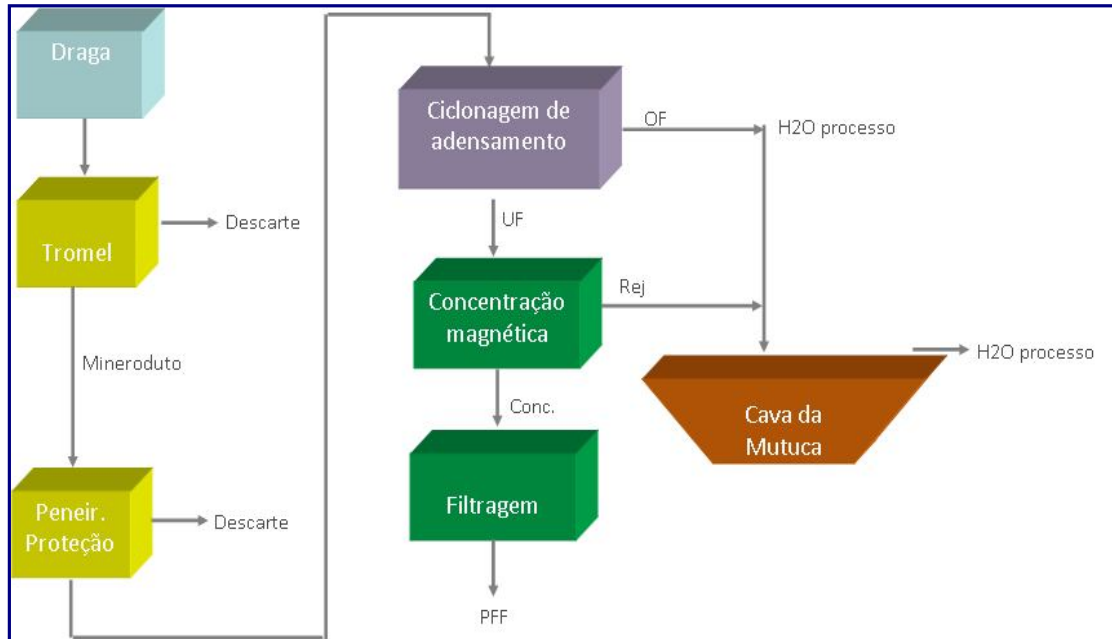 Draga
Tromel
Descarte
Mineroduto
Peneir.
Proteção
Descarte
Ciclonagem de
adensamento
OF
H2O processo
UF
Concentração
magnética
Rej
H2O processo
Cava da
Mutuca
Conc.
Filtragem
PFF